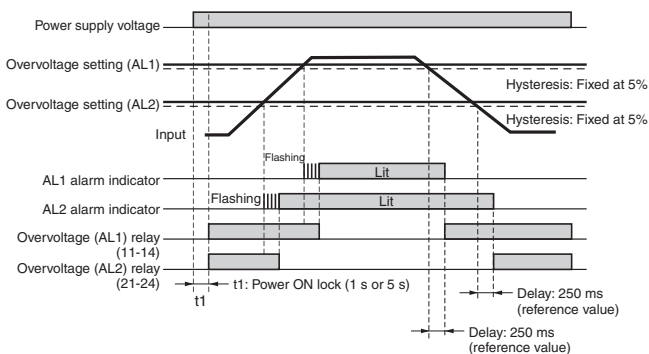 Power supply voltage
Overvoltage setting (AL1)
Hysteresis: Fixed at 5%
Overvoltage setting (AL2)
Hysteresis: Fixed at 5%
Input
Flashing
Lit
AL1 alarm indicator
Flashing
Lit
AL2 alarm indicator
Overvoltage (AL1) relay
(11-14)
Overvoltage (AL2) relay
(21-24)
t1: Power ON lock (1 s or 5 s)
t1
Delay: 250 ms
(reference value)
Delay: 250 ms
(reference value)